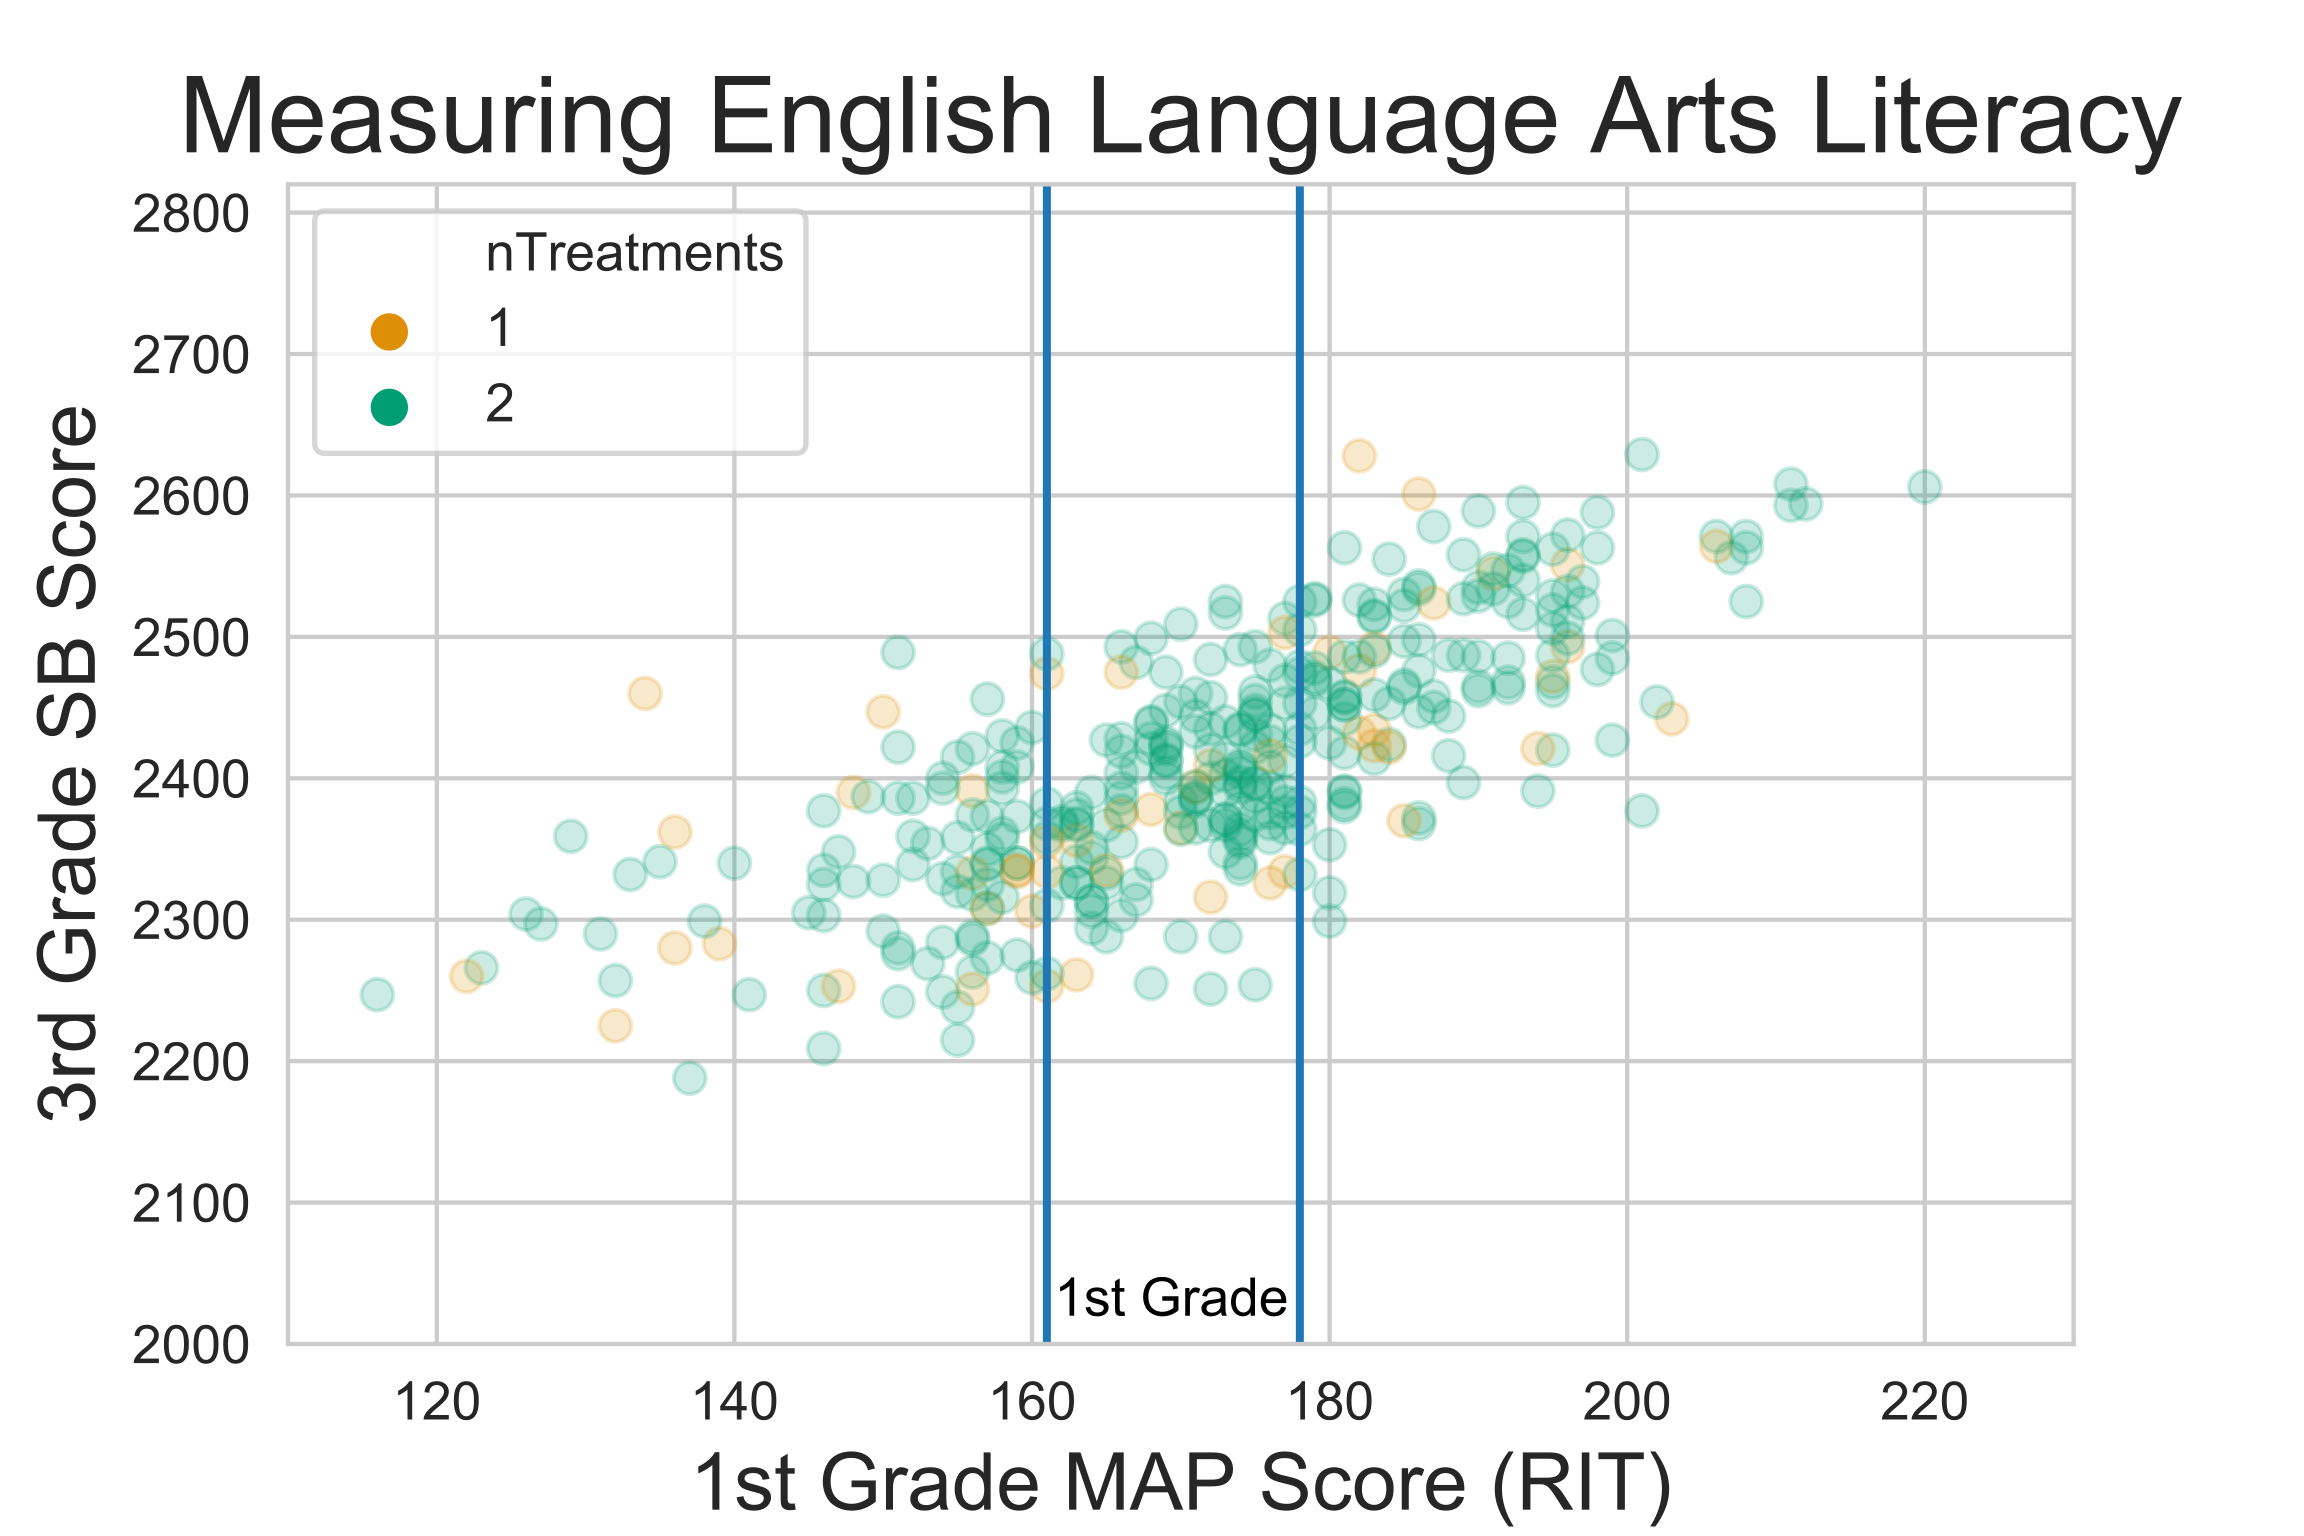 Measuring English Language Arts Literacy
nTreatments
1
2
3rd Grade SB Score
2800
2700
2600
2500
2400
2300
2200
2100
2000
1st Grade
120 140 160 180 200 220
1st Grade MAP Score (RIT)